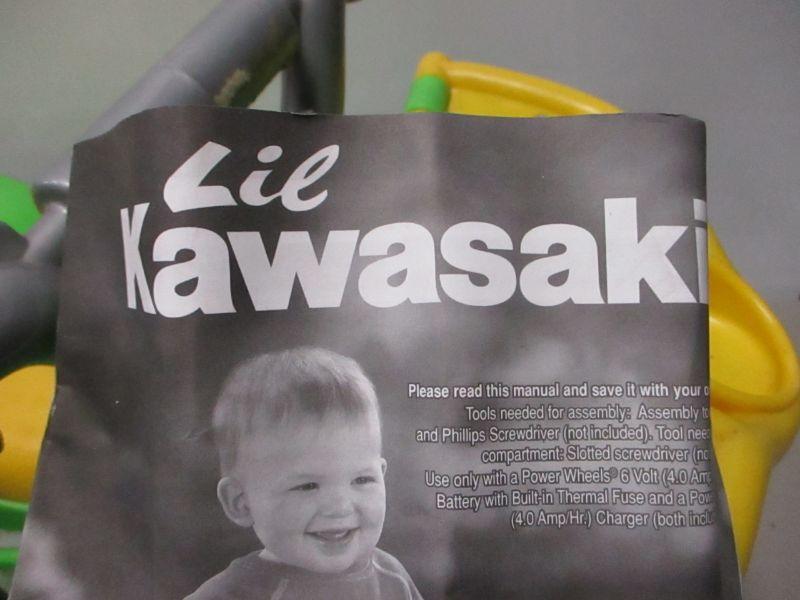 Lil
Kawasaki
Please read this manual and save it with your
Tools needed for assembly: Assembly
and Phillips Screwdriver (not included). Tool
compartment: Slotted screwdriver
Use only with a Power Wheels® 6 Volt (4.0
Battery with Built-in Thermal Fuse and a
(4.0 Amp/Hr.) Charger (both